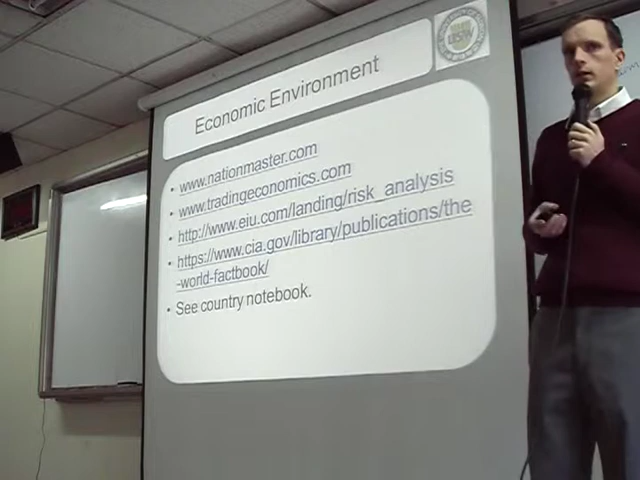 Economic Environment
• www.nationmaster.com
• www.tradingeconomics.com
• http://www.eiu.com/landing/risk_analysis
• https://www.cia.gov/library/publications/the
-world-factbook/
• See country notebook.